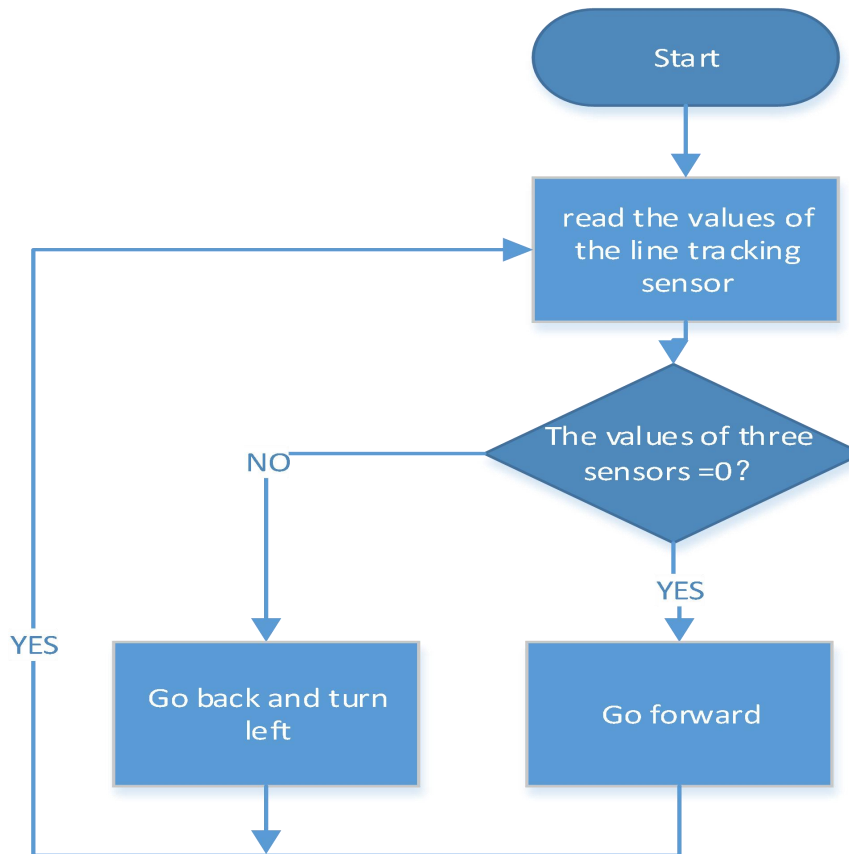 Start
read the values of
the line tracking
sensor
The values of three
sensors =0?
NO
YES
YES
Go back and turn
left
Go forward